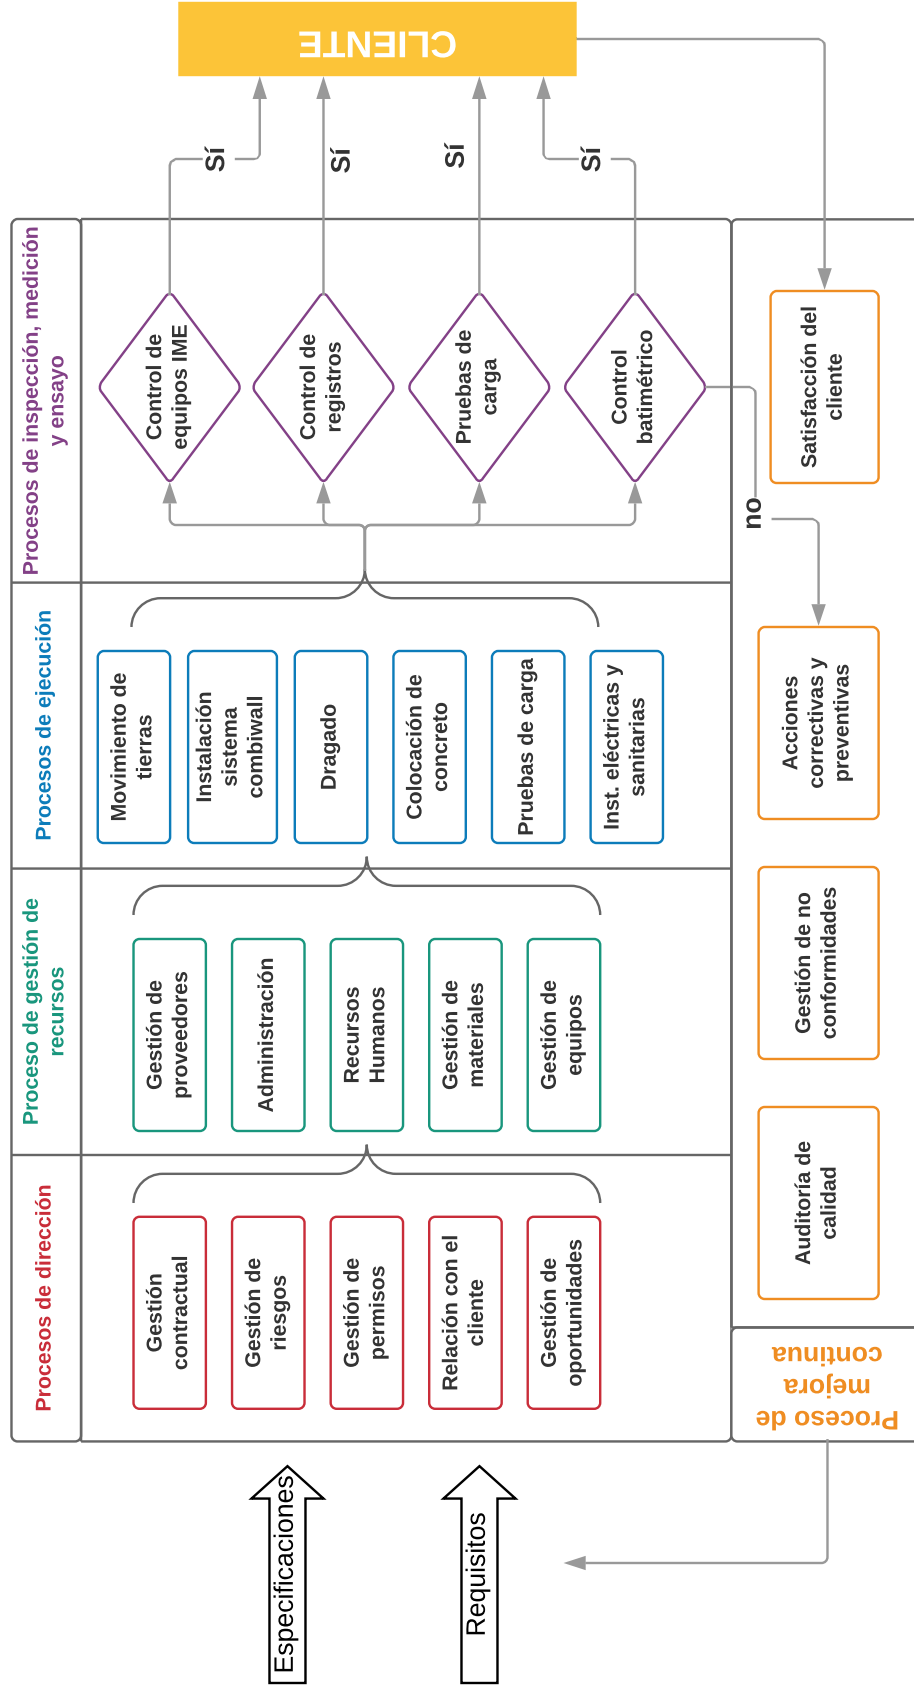 Especificaciones
Requisitos
Procesos de dirección
Gestión
contractual
Gestión de
riesgos
Gestión de
permisos
Relación con el
cliente
Gestión de
oportunidades
Proceso de gestión de
recursos
Gestión de
proveedores
Administración
Recursos
Humanos
Gestión de
materiales
Gestión de
equipos
Procesos de ejecución
Movimiento de
tierras
Instalación
sistema
combiwall
Dragado
Colocación de
concreto
Pruebas de carga
Inst. eléctricas y
sanitarias
Procesos de inspección, medición
y ensayo
Control de
equipos IME
Control de
registros
Pruebas de
carga
Control
batimétrico
Sí
Sí
Sí
Sí
no
CLIENTE
Proceso de
mejora
continua
Auditoría de
calidad
Gestión de no
conformidades
Acciones
correctivas y
preventivas
Satisfacción del
cliente